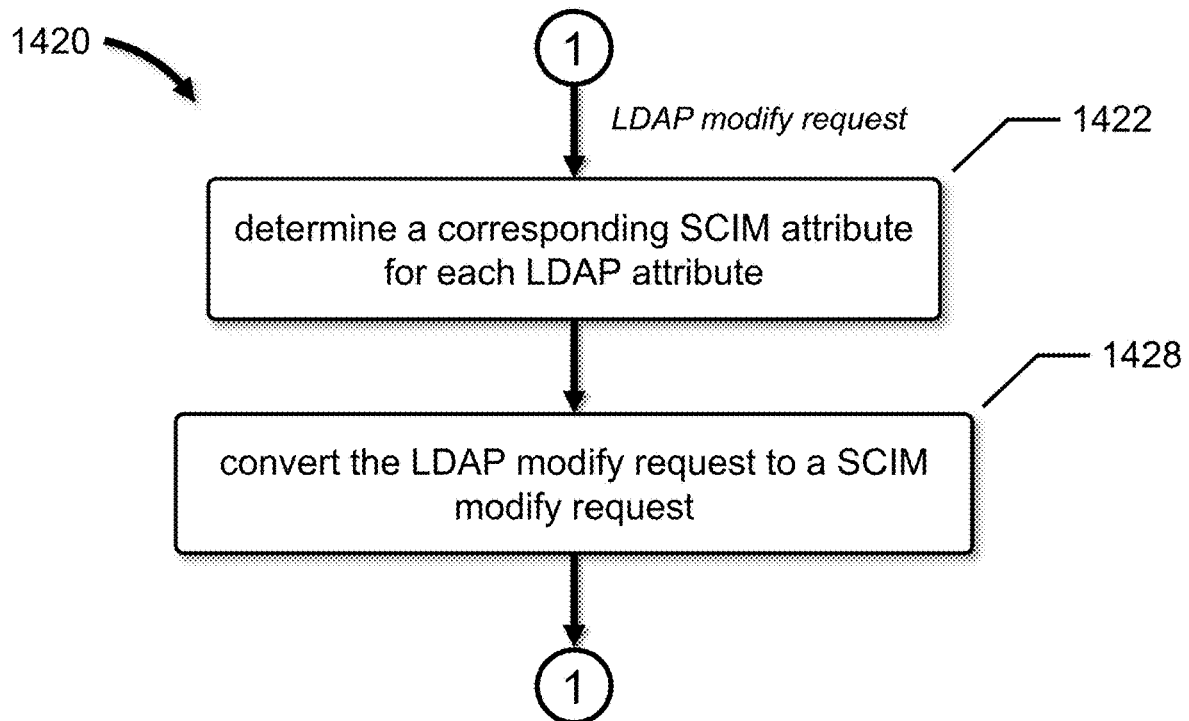 1420
1
LDAP modify request
1422
determine a corresponding SCIM attribute
for each LDAP attribute
1428
convert the LDAP modify request to a SCIM
modify request
1